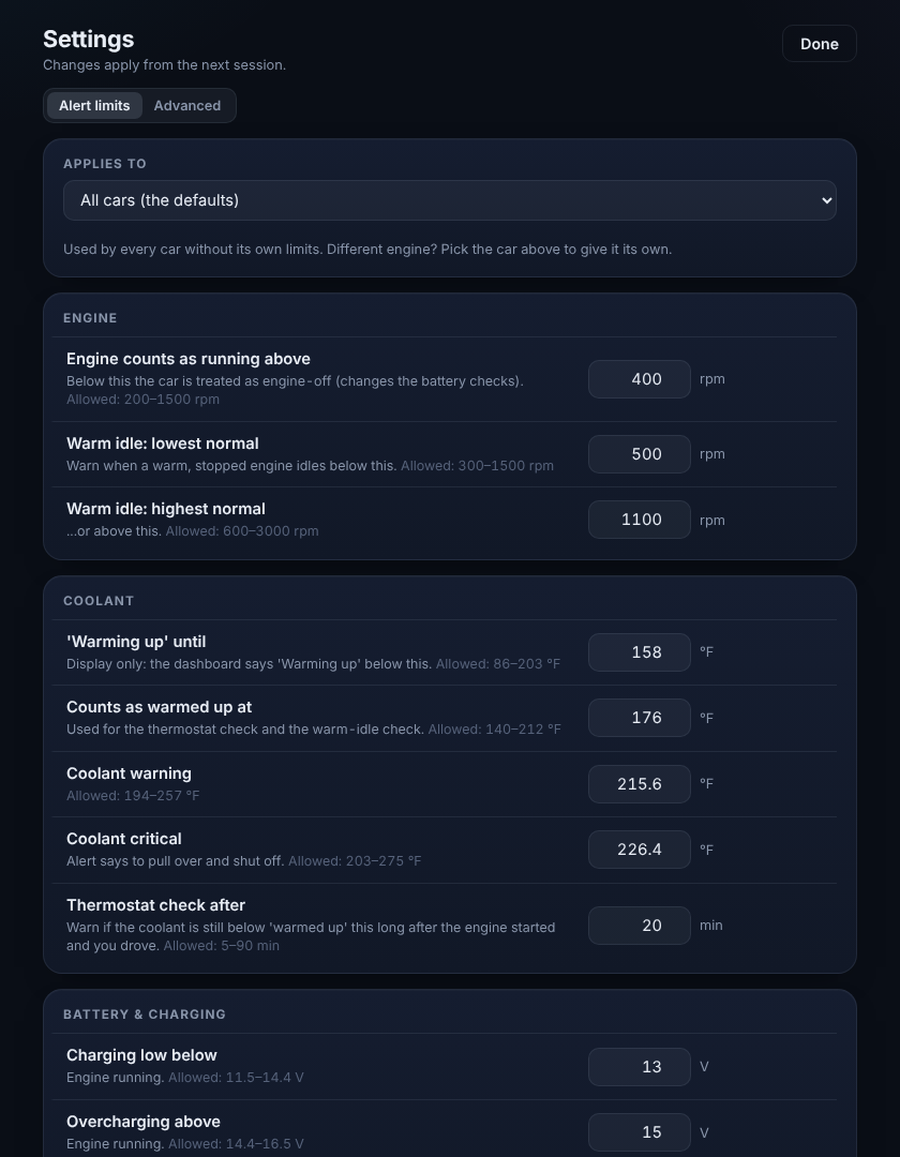 Settings
Changes apply from the next session.
Done
Alert limits
Advanced
APPLIES TO
All cars (the defaults)
Used by every car without its own limits. Different engine? Pick the car above to give it its own.
ENGINE
Engine counts as running above
Below this the car is treated as engine-off (changes the battery checks).
Allowed: 200–1500 rpm
400 rpm
Warm idle: lowest normal
Warn when a warm, stopped engine idles below this. Allowed: 300–1500 rpm
500 rpm
Warm idle: highest normal
...or above this. Allowed: 600–3000 rpm
1100 rpm
COOLANT
'Warming up' until
Display only: the dashboard says 'Warming up' below this. Allowed: 86–203 °F
158 °F
Counts as warmed up at
Used for the thermostat check and the warm-idle check. Allowed: 140–212 °F
176 °F
Coolant warning
Allowed: 194–257 °F
215.6 °F
Coolant critical
Alert says to pull over and shut off. Allowed: 203–275 °F
226.4 °F
Thermostat check after
Warn if the coolant is still below 'warmed up' this long after the engine started
and you drove. Allowed: 5–90 min
20 min
BATTERY & CHARGING
Charging low below
Engine running. Allowed: 11.5–14.4 V
13 V
Overcharging above
Engine running. Allowed: 14.4–16.5 V
15 V